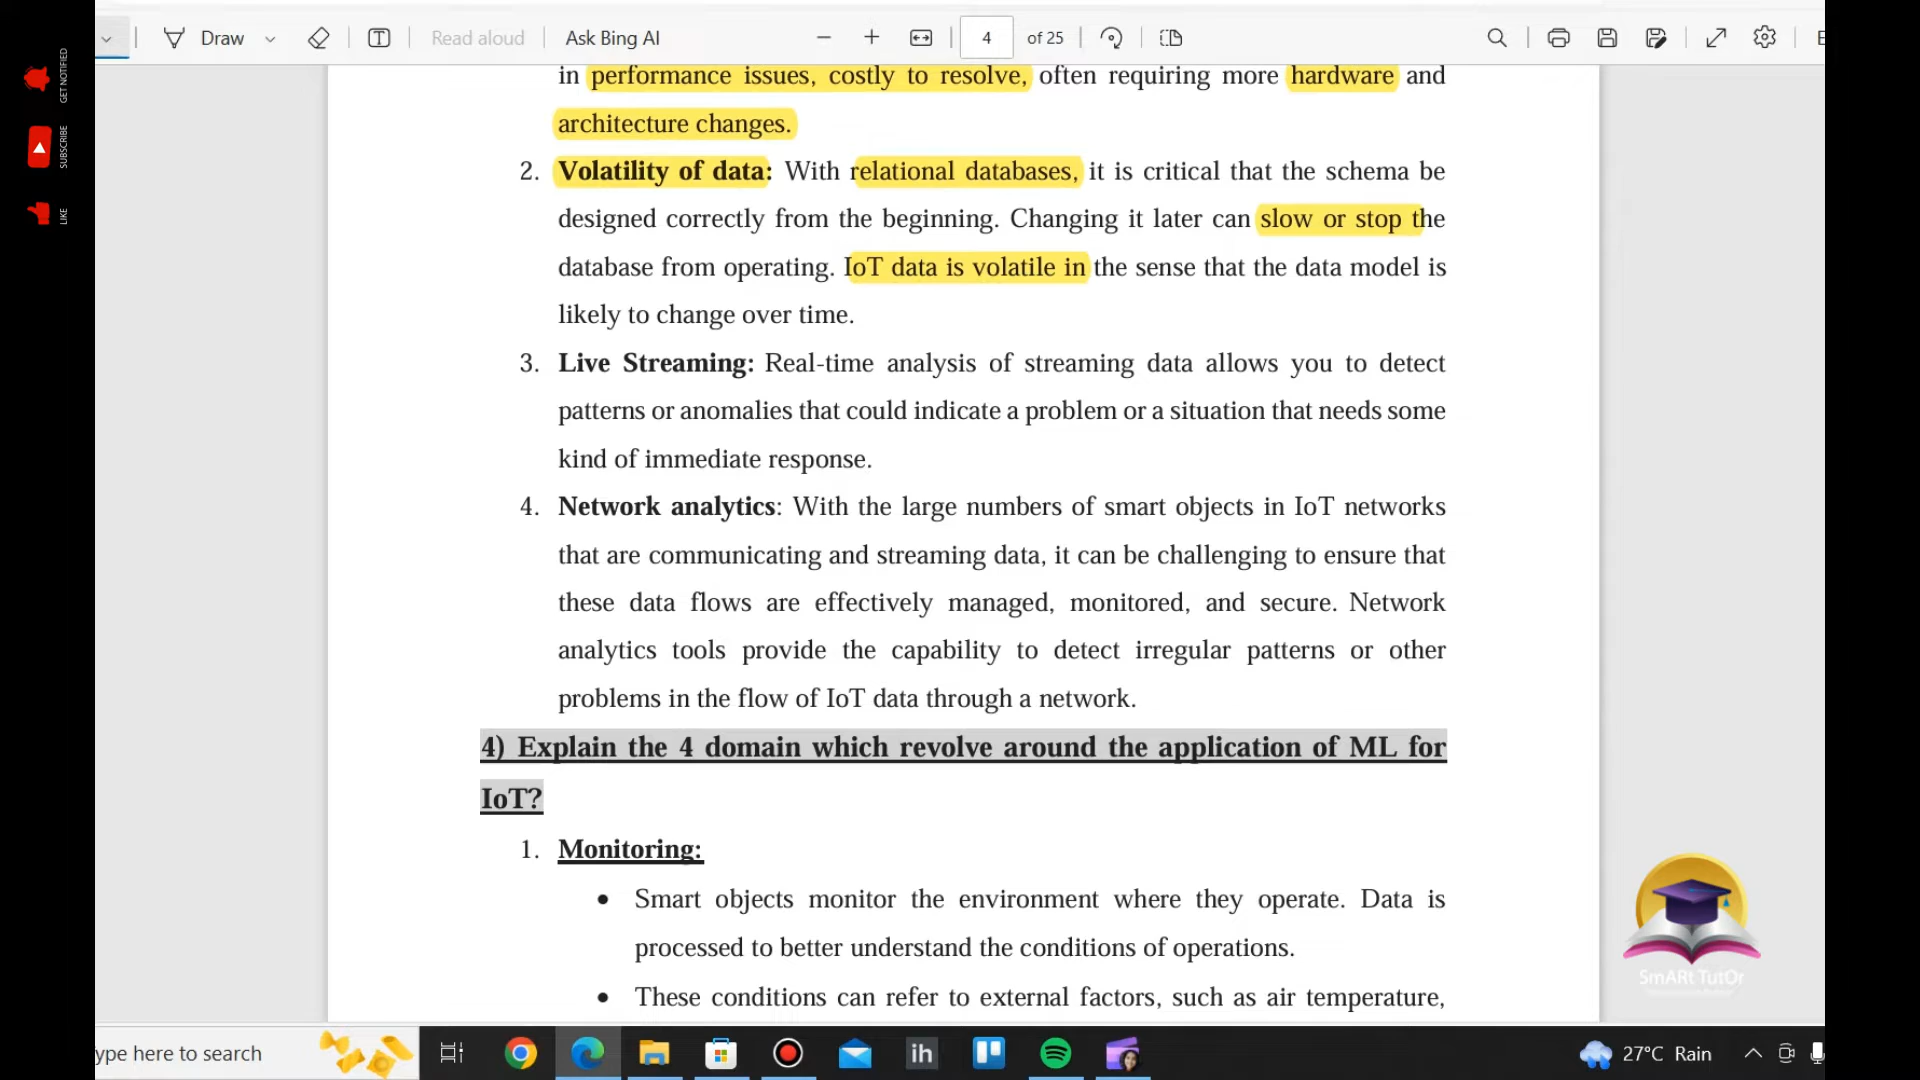 Draw
Read aloud
Ask Bing AI
4 of 25
GET NOTIFIED
SUBSCRIBE
LIKE
in performance issues, costly to resolve, often requiring more hardware and
architecture changes.
2. Volatility of data: With relational databases, it is critical that the schema be
designed correctly from the beginning. Changing it later can slow or stop the
database from operating. IoT data is volatile in the sense that the data model is
likely to change over time.
3. Live Streaming: Real-time analysis of streaming data allows you to detect
patterns or anomalies that could indicate a problem or a situation that needs some
kind of immediate response.
4. Network analytics: With the large numbers of smart objects in IoT networks
that are communicating and streaming data, it can be challenging to ensure that
these data flows are effectively managed, monitored, and secure. Network
analytics tools provide the capability to detect irregular patterns or other
problems in the flow of IoT data through a network.
4) Explain the 4 domain which revolve around the application of ML for
IoT?
1. Monitoring:
• Smart objects monitor the environment where they operate. Data is
processed to better understand the conditions of operations.
• These conditions can refer to external factors, such as air temperature,
SmARt TutOr
ype here to search
ih
27°C Rain